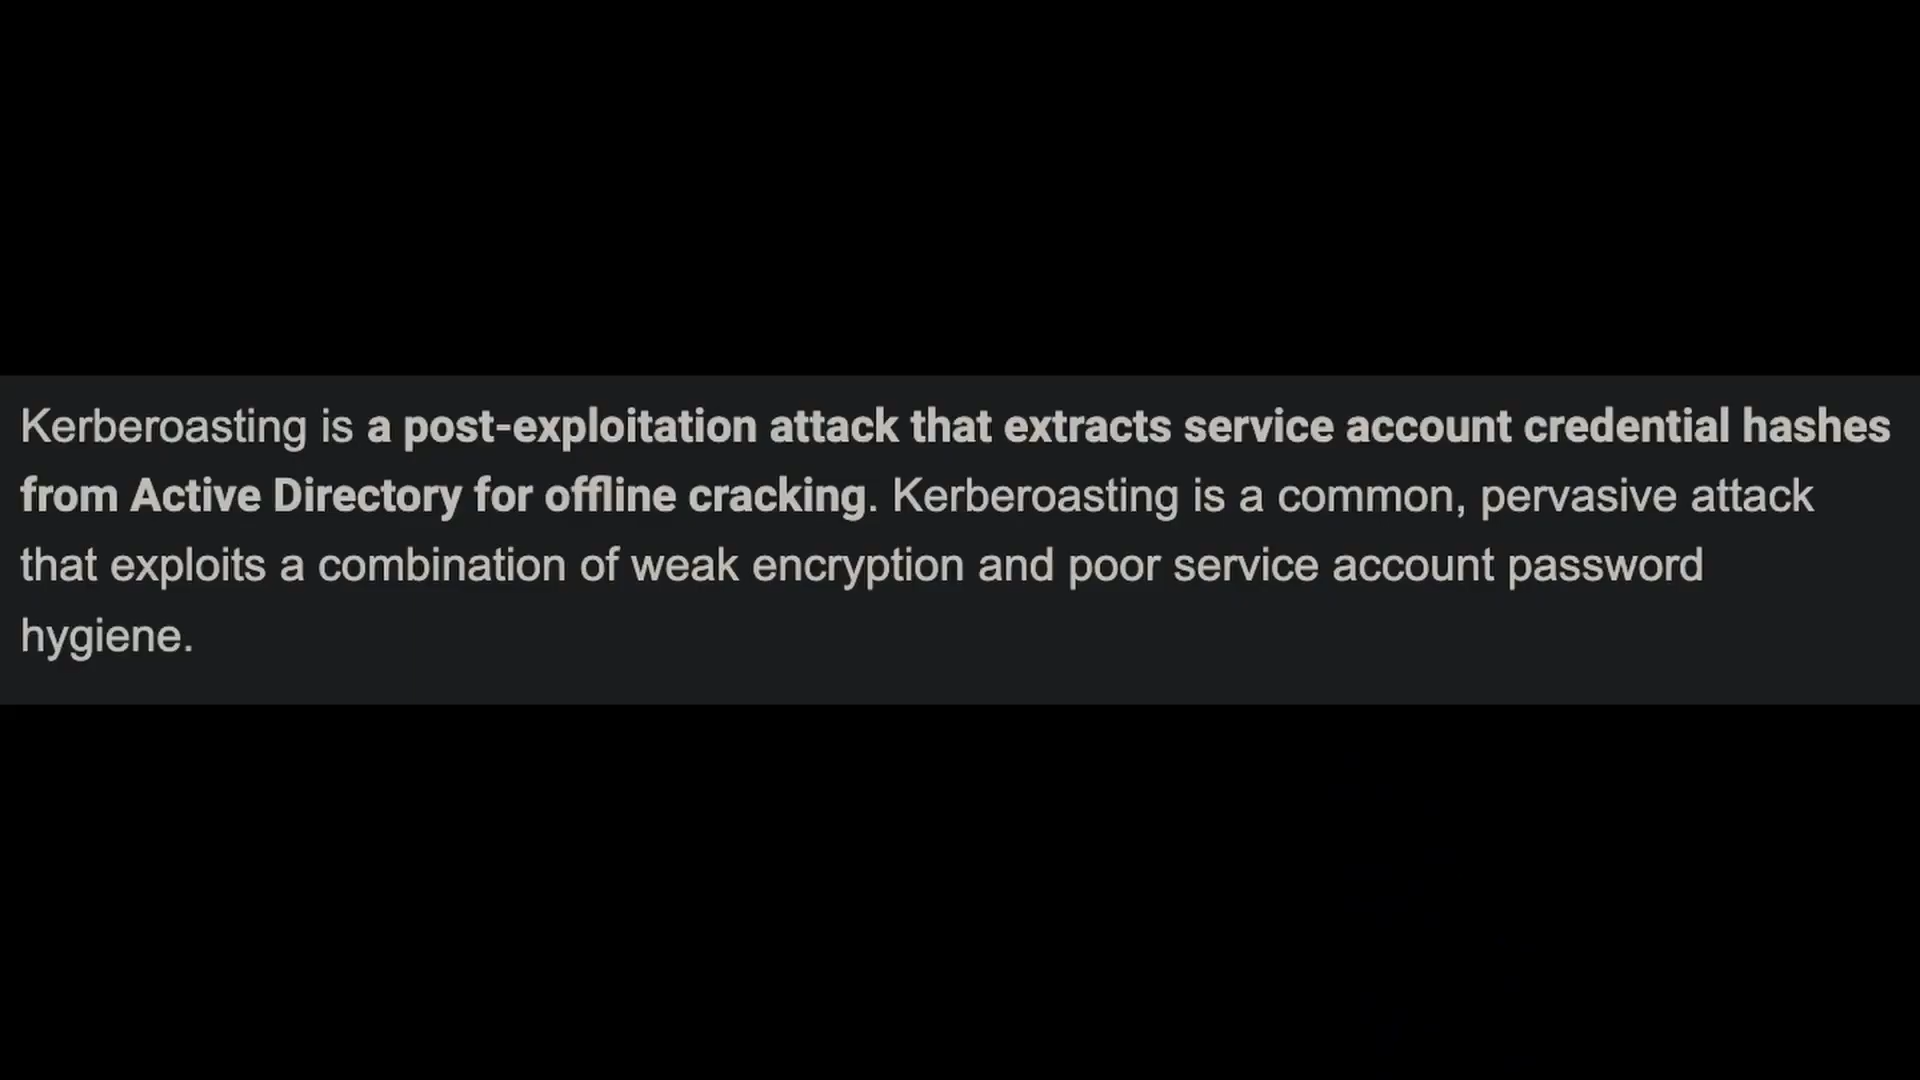 Kerberoasting is a post-exploitation attack that extracts service account credential hashes
from Active Directory for offline cracking. Kerberoasting is a common, pervasive attack
that exploits a combination of weak encryption and poor service account password
hygiene.